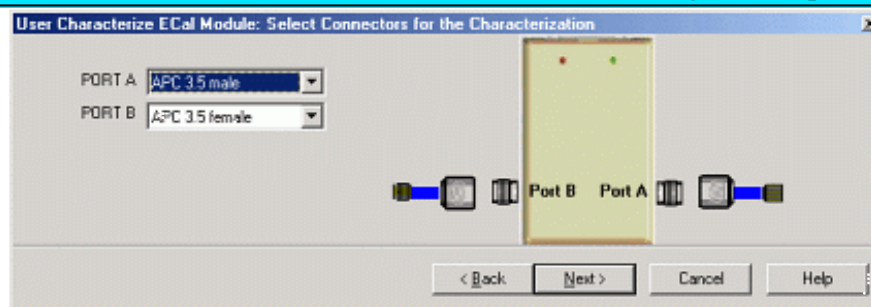 User Characterize ECal Module: Select Connectors for the Characterization
PORT A APC 3.5 male
PORT B APC 3.5 female
Port B Port A
< Back Next > Cancel Help